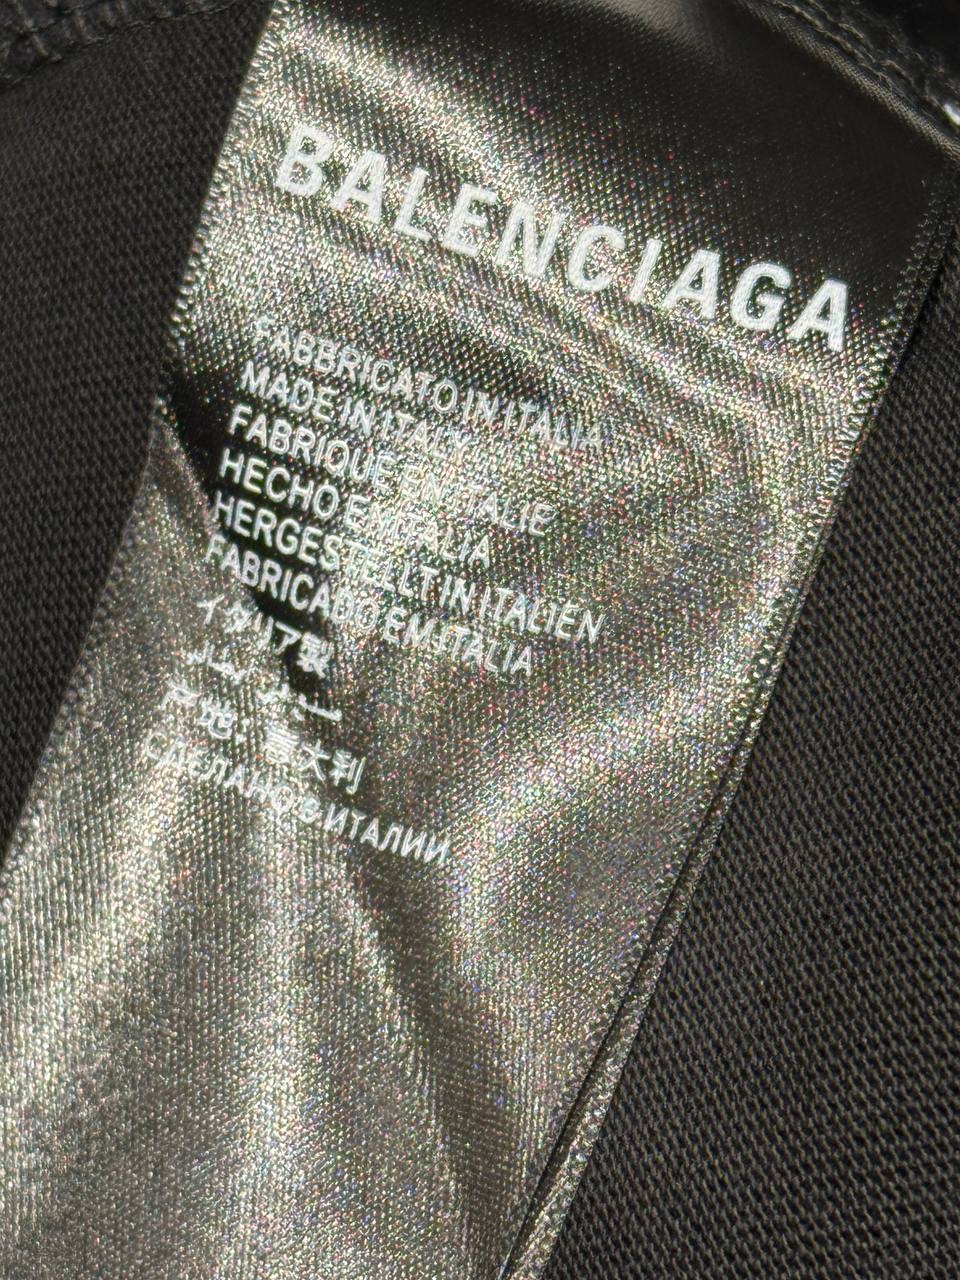 BALENCIAGA
FABBRICATO IN ITALIA
MADE IN ITALY
FABRIQUÉ EN ITALIE
HECHO EN ITALIA
HERGESTELLT IN ITALIEN
FABRICADO EM ITALIA
イタリア製
产地：意大利
СДЕЛАНО В ИТАЛИИ